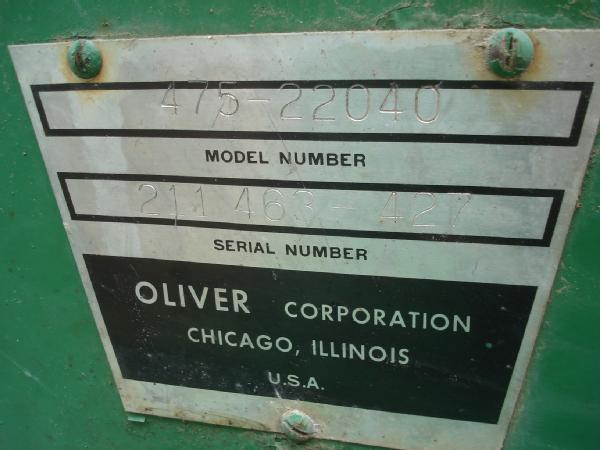 475-22040
MODEL NUMBER
211 463-427
SERIAL NUMBER
OLIVER CORPORATION
CHICAGO, ILLINOIS
U.S.A.